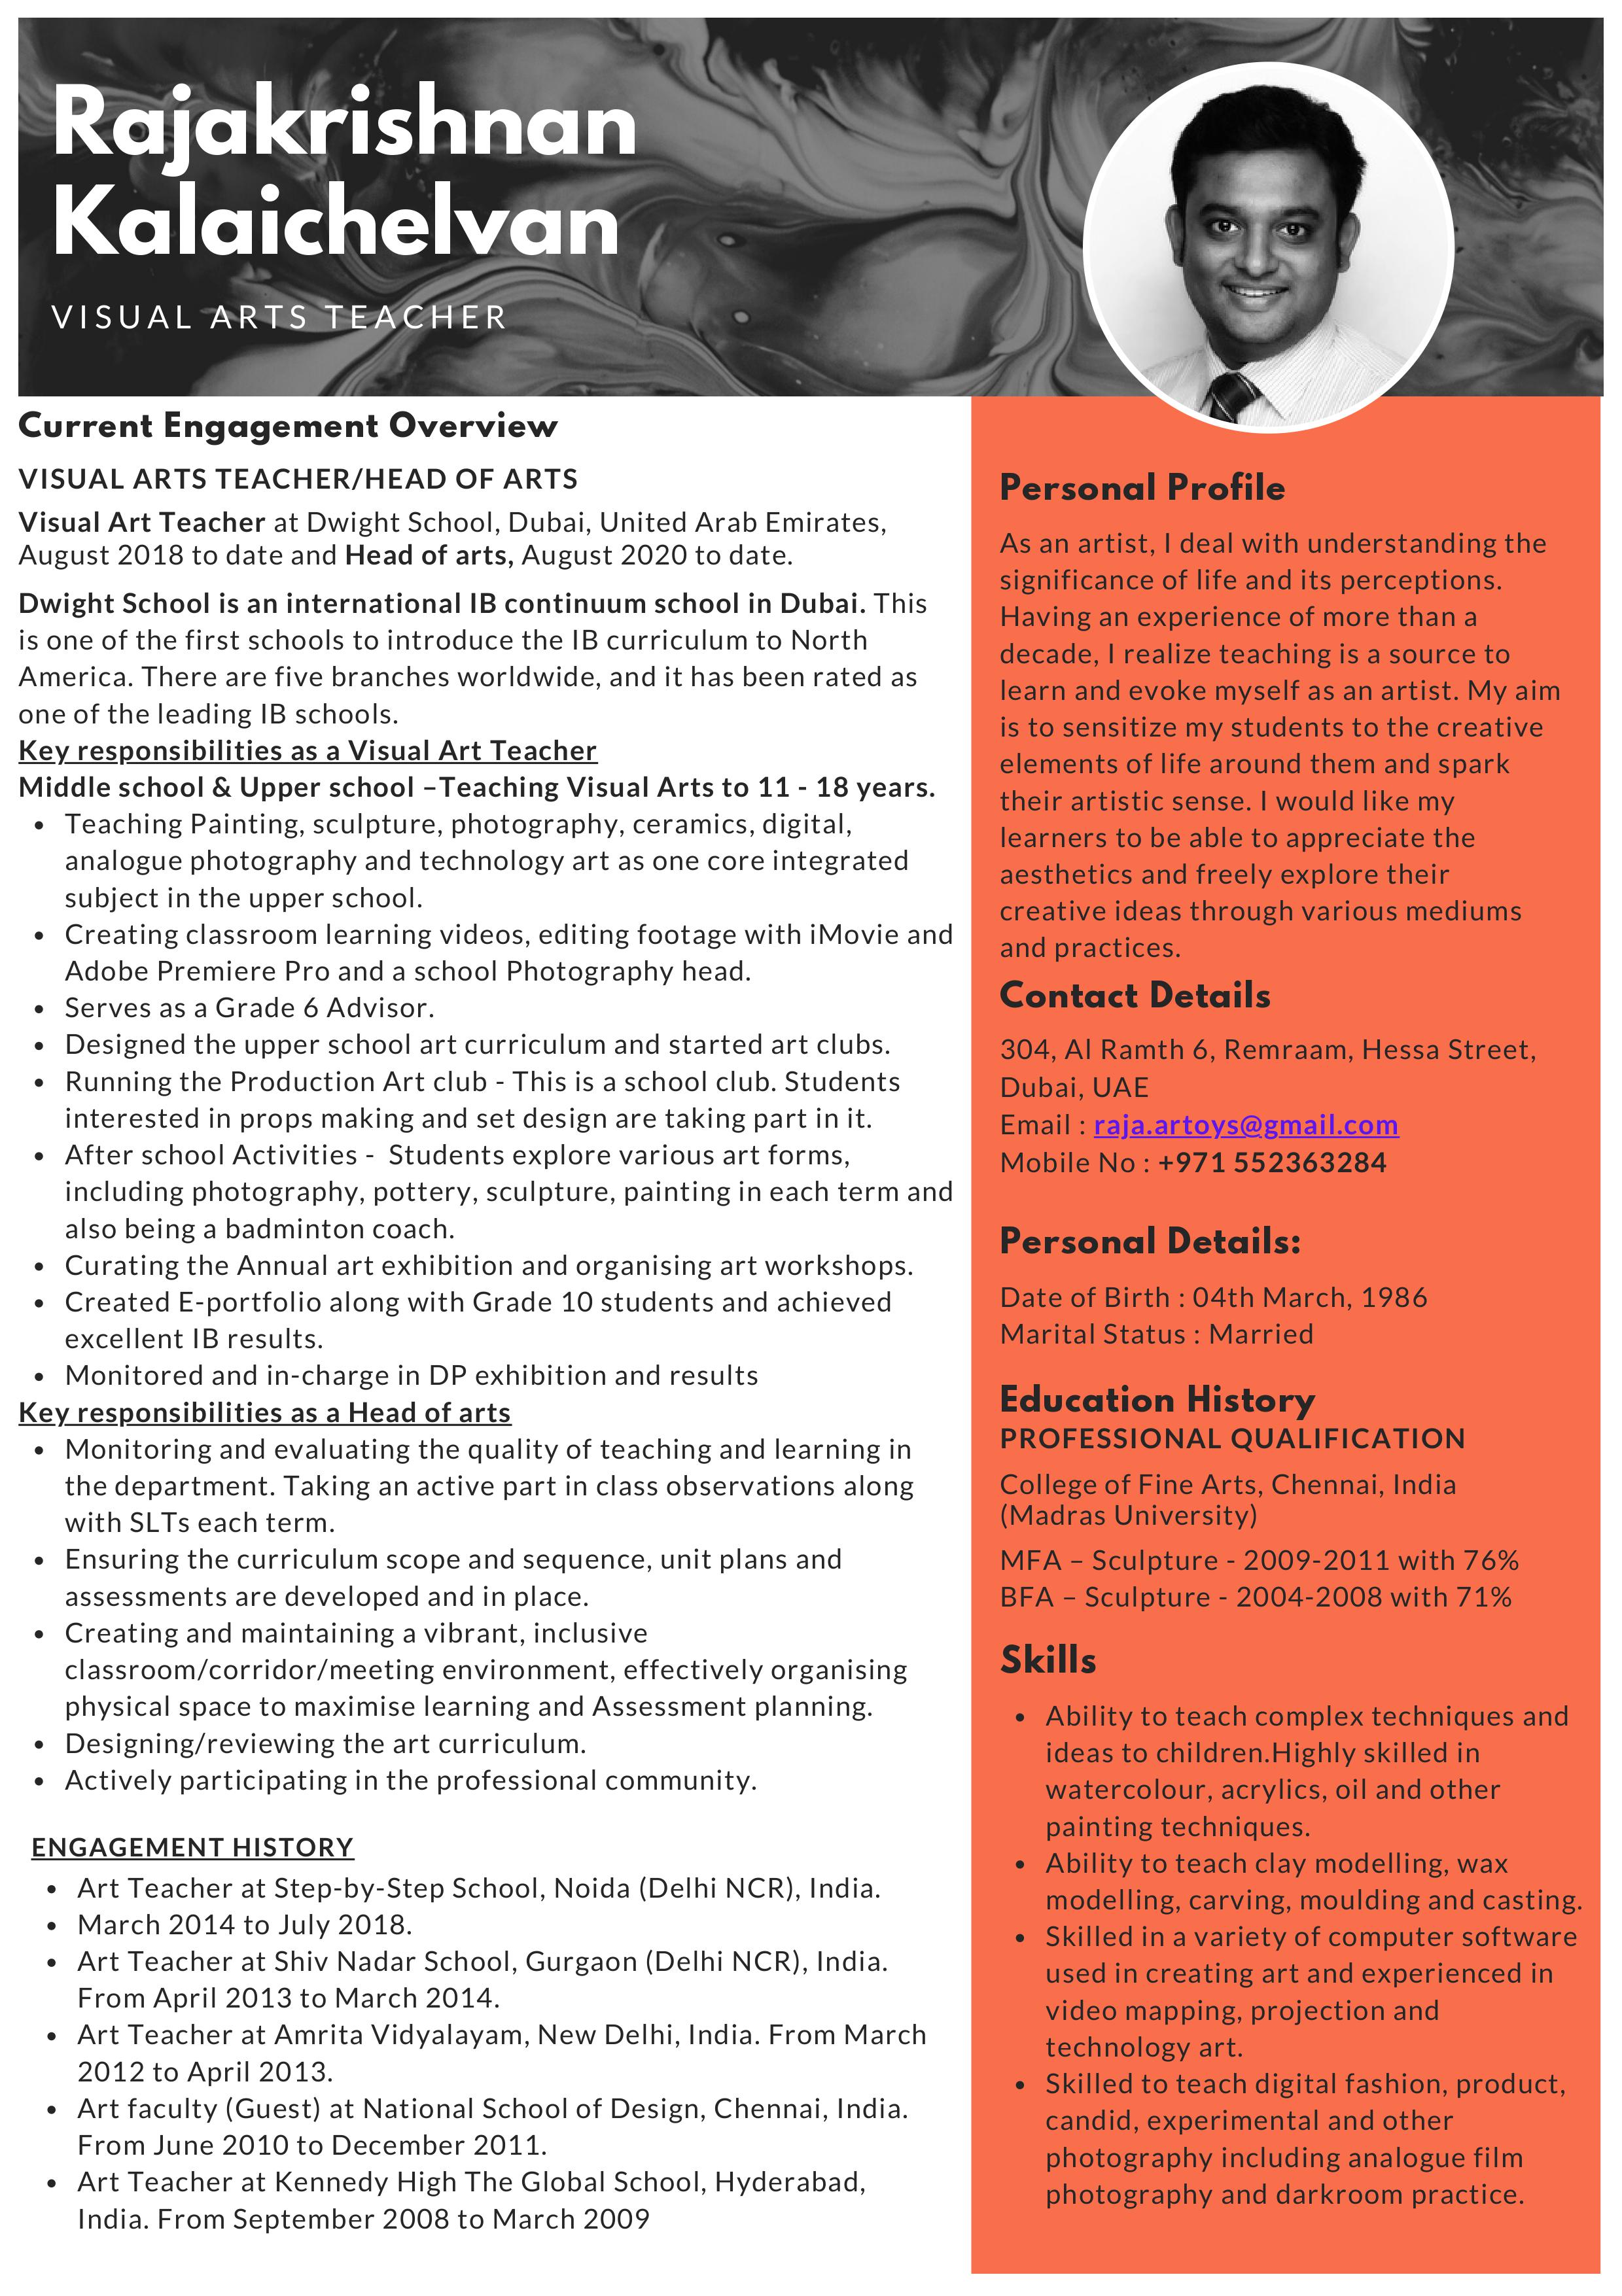 Rajakrishnan
Kalaichelvan
VISUAL ARTS TEACHER
Current Engagement Overview
VISUAL ARTS TEACHER/HEAD OF ARTS
Visual Art Teacher at Dwight School, Dubai, United Arab Emirates,
August 2018 to date and Head of arts, August 2020 to date.
Dwight School is an international IB continuum school in Dubai. This
is one of the first schools to introduce the IB curriculum to North
America. There are five branches worldwide, and it has been rated as
one of the leading IB schools.
Key responsibilities as a Visual Art Teacher
Middle school & Upper school –Teaching Visual Arts to 11 - 18 years.
• Teaching Painting, sculpture, photography, ceramics, digital,
analogue photography and technology art as one core integrated
subject in the upper school.
• Creating classroom learning videos, editing footage with iMovie and
Adobe Premiere Pro and a school Photography head.
• Serves as a Grade 6 Advisor.
• Designed the upper school art curriculum and started art clubs.
• Running the Production Art club - This is a school club. Students
interested in props making and set design are taking part in it.
• After school Activities -  Students explore various art forms,
including photography, pottery, sculpture, painting in each term and
also being a badminton coach.
• Curating the Annual art exhibition and organising art workshops.
• Created E-portfolio along with Grade 10 students and achieved
excellent IB results.
• Monitored and in-charge in DP exhibition and results
Key responsibilities as a Head of arts
• Monitoring and evaluating the quality of teaching and learning in
the department. Taking an active part in class observations along
with SLTs each term.
• Ensuring the curriculum scope and sequence, unit plans and
assessments are developed and in place.
• Creating and maintaining a vibrant, inclusive
classroom/corridor/meeting environment, effectively organising
physical space to maximise learning and Assessment planning.
• Designing/reviewing the art curriculum.
• Actively participating in the professional community.
ENGAGEMENT HISTORY
• Art Teacher at Step-by-Step School, Noida (Delhi NCR), India.
• March 2014 to July 2018.
• Art Teacher at Shiv Nadar School, Gurgaon (Delhi NCR), India.
From April 2013 to March 2014.
• Art Teacher at Amrita Vidyalayam, New Delhi, India. From March
2012 to April 2013.
• Art faculty (Guest) at National School of Design, Chennai, India.
From June 2010 to December 2011.
• Art Teacher at Kennedy High The Global School, Hyderabad,
India. From September 2008 to March 2009
Personal Profile
As an artist, I deal with understanding the
significance of life and its perceptions.
Having an experience of more than a
decade, I realize teaching is a source to
learn and evoke myself as an artist. My aim
is to sensitize my students to the creative
elements of life around them and spark
their artistic sense. I would like my
learners to be able to appreciate the
aesthetics and freely explore their
creative ideas through various mediums
and practices.
Contact Details
304, Al Ramth 6, Remraam, Hessa Street,
Dubai, UAE
Email : raja.artoys@gmail.com
Mobile No : +971 552363284
Personal Details:
Date of Birth : 04th March, 1986
Marital Status : Married
Education History
PROFESSIONAL QUALIFICATION
College of Fine Arts, Chennai, India
(Madras University)
MFA – Sculpture - 2009-2011 with 76%
BFA – Sculpture - 2004-2008 with 71%
Skills
• Ability to teach complex techniques and
ideas to children.Highly skilled in
watercolour, acrylics, oil and other
painting techniques.
• Ability to teach clay modelling, wax
modelling, carving, moulding and casting.
• Skilled in a variety of computer software
used in creating art and experienced in
video mapping, projection and
technology art.
• Skilled to teach digital fashion, product,
candid, experimental and other
photography including analogue film
photography and darkroom practice.